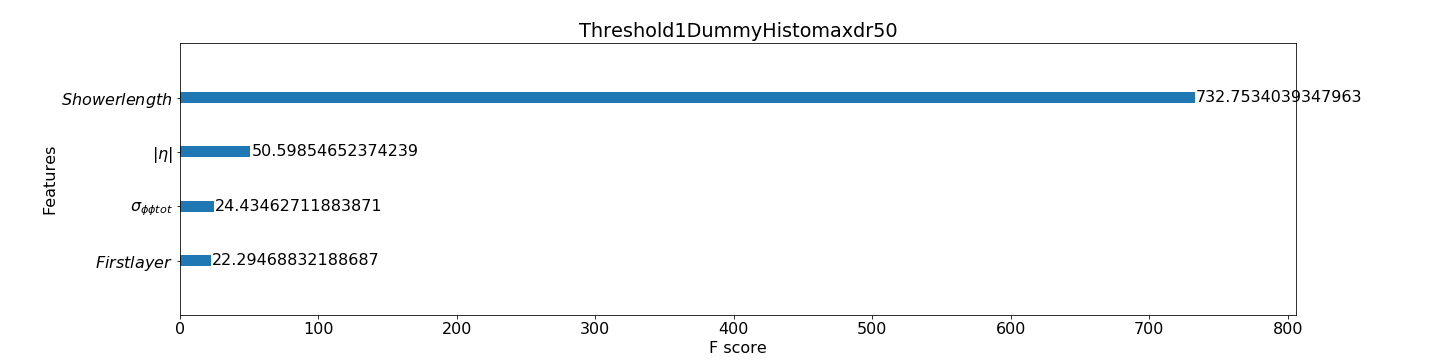 Threshold1DummyHistomaxdr50
Showerlength
732.7534039347963
|η|
50.59854652374239
σϕϕtot
24.43462711883871
Firstlayer
22.29468832188687
Features
0 100 200 300 400 500 600 700 800
F score